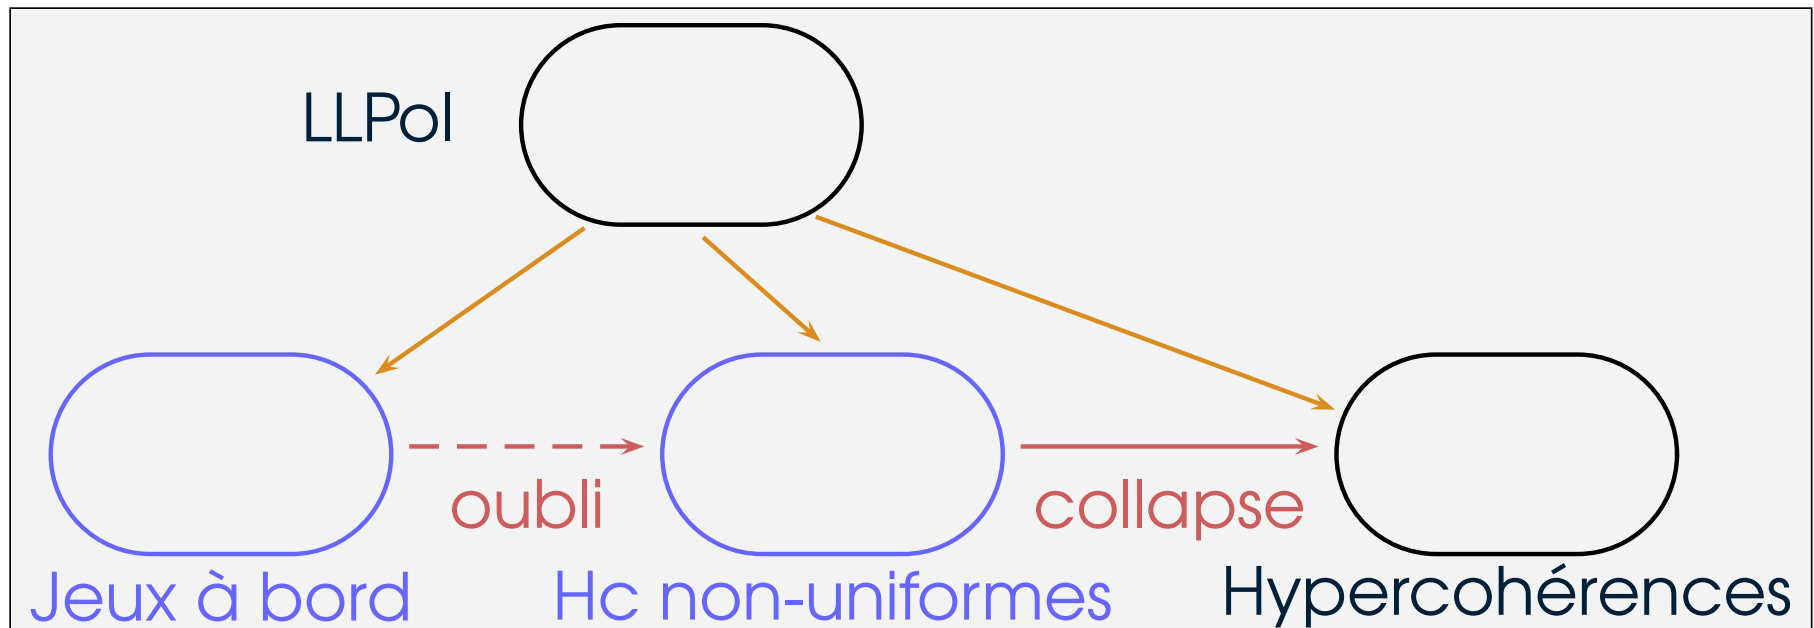 LLPol
oubli
collapse
Jeux à bord
Hc non-uniformes
Hypercohérences